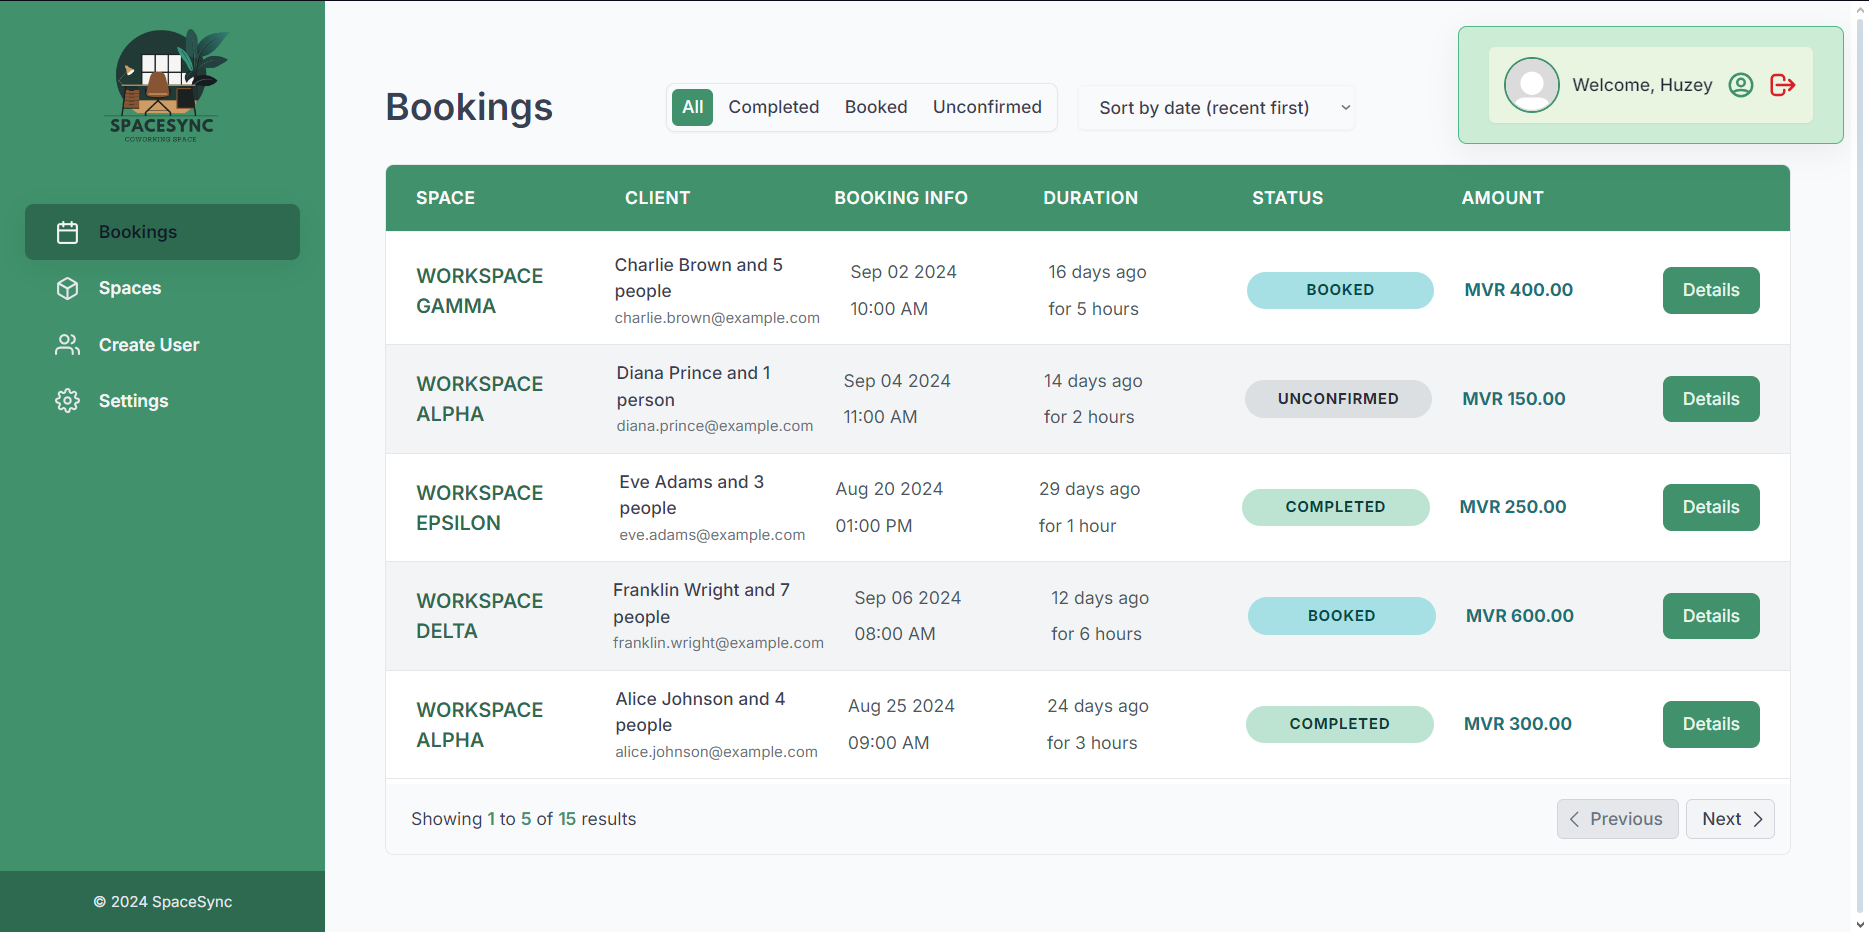 SPACESYNC
COWORKING SPACE
Bookings
Spaces
Create User
Settings
© 2024 SpaceSync
Bookings
All Completed Booked Unconfirmed
Sort by date (recent first)
Welcome, Huzey
SPACE CLIENT BOOKING INFO DURATION STATUS AMOUNT
WORKSPACE
GAMMA
Charlie Brown and 5
people
charlie.brown@example.com
Sep 02 2024
10:00 AM
16 days ago
for 5 hours
BOOKED
MVR 400.00
Details
WORKSPACE
ALPHA
Diana Prince and 1
person
diana.prince@example.com
Sep 04 2024
11:00 AM
14 days ago
for 2 hours
UNCONFIRMED
MVR 150.00
Details
WORKSPACE
EPSILON
Eve Adams and 3
people
eve.adams@example.com
Aug 20 2024
01:00 PM
29 days ago
for 1 hour
COMPLETED
MVR 250.00
Details
WORKSPACE
DELTA
Franklin Wright and 7
people
franklin.wright@example.com
Sep 06 2024
08:00 AM
12 days ago
for 6 hours
BOOKED
MVR 600.00
Details
WORKSPACE
ALPHA
Alice Johnson and 4
people
alice.johnson@example.com
Aug 25 2024
09:00 AM
24 days ago
for 3 hours
COMPLETED
MVR 300.00
Details
Showing 1 to 5 of 15 results
Previous
Next